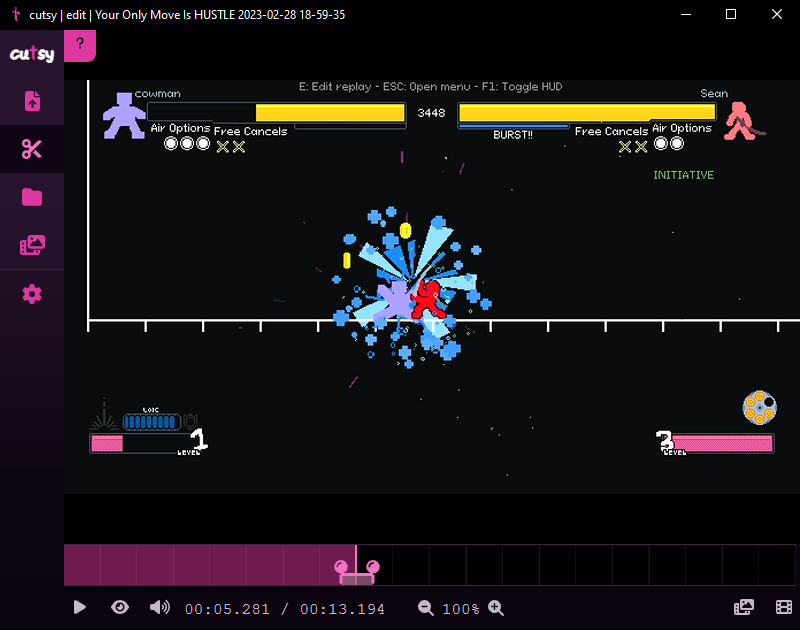 cutsy | edit | Your Only Move Is HUSTLE 2023-02-28 18-59-35
cutsy
?
E: Edit replay - ESC: Open menu - F1: Toggle HUD
cowman
Sean
3448
Air Options
Free Cancels
BURST!!
Free Cancels
Air Options
INITIATIVE
LOIC
1
LEVEL
3
LEVEL
00:05.281 / 00:13.194
100%